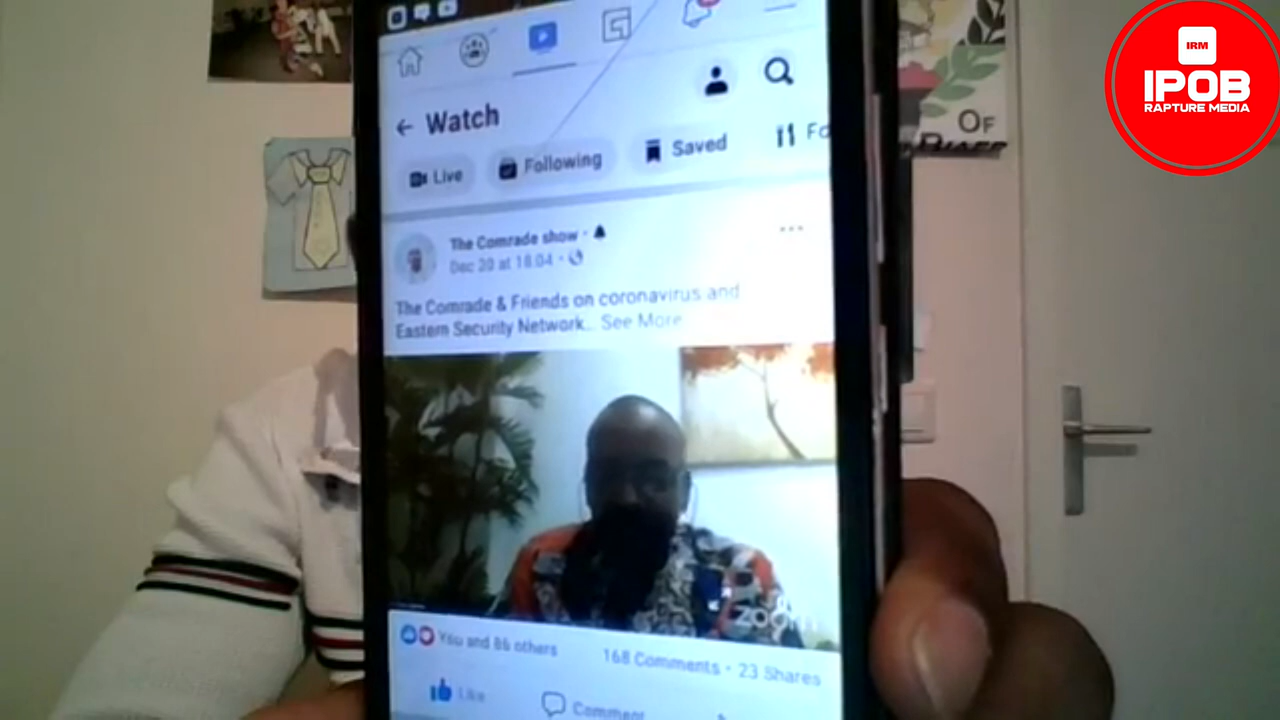 IRM
IPOB
RAPTURE MEDIA
OF
Watch
Live
Following
Saved
Fo
The Comrade show ·
Dec 20 at 18:04 ·
The Comrade & Friends on coronavirus and
Eastern Security Network... See More
zoom
You and 86 others
168 Comments · 23 Shares
Like
Comment